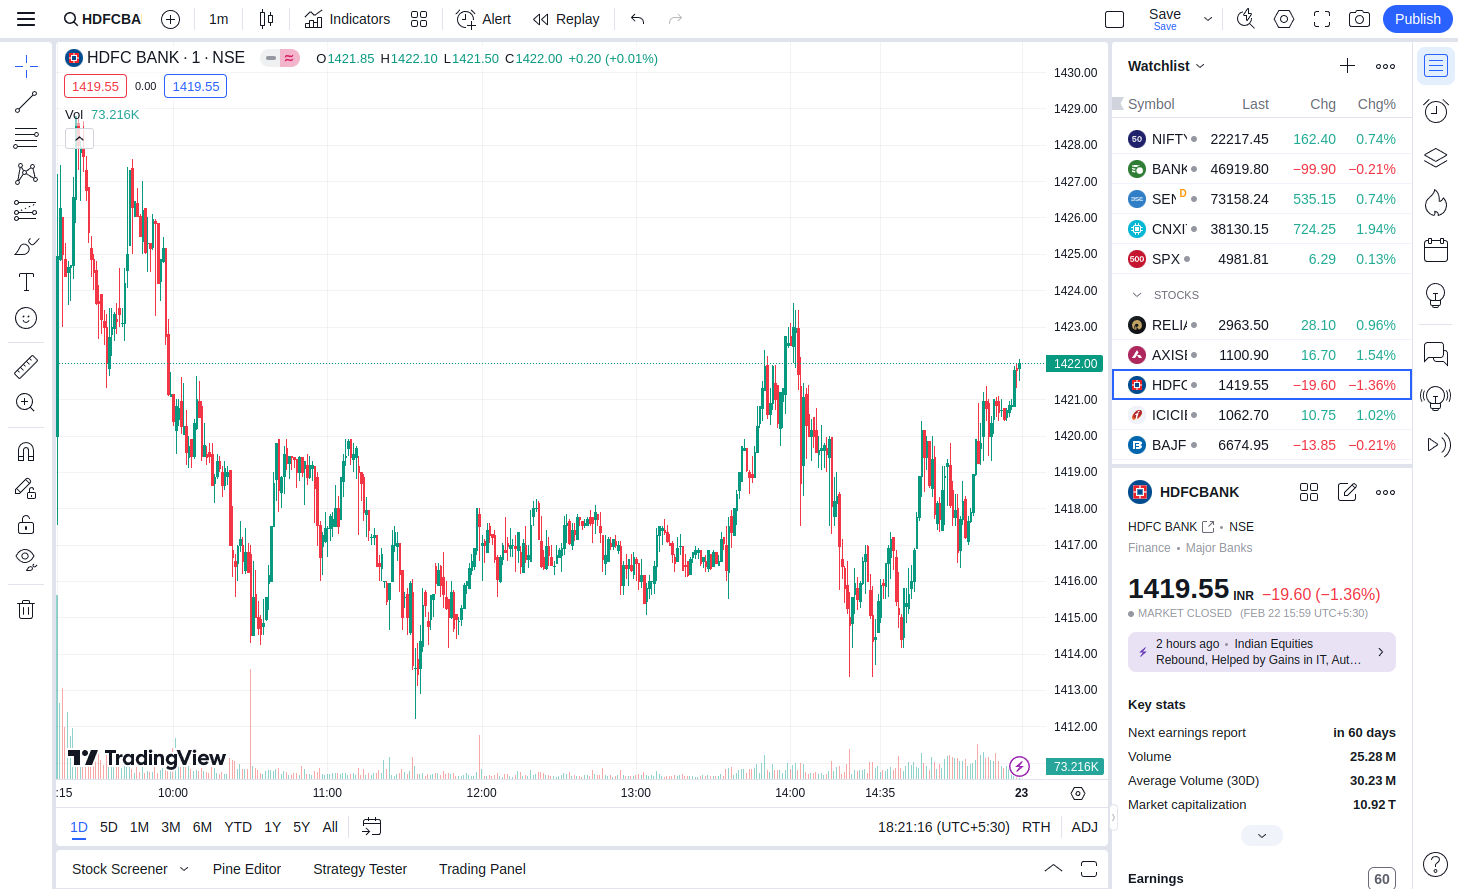 HDFCBA
1m
Indicators
Alert
Replay
Save
Save
Publish
HDFC BANK · 1 · NSE
O1421.85 H1422.10 L1421.50 C1422.00 +0.20 (+0.01%)
1419.55 0.00 1419.55
Vol 73.216K
1430.00
1429.00
1428.00
1427.00
1426.00
1425.00
1424.00
1423.00
1422.00
1421.00
1420.00
1419.00
1418.00
1417.00
1416.00
1415.00
1414.00
1413.00
1412.00
73.216K
TradingView
:15 10:00 11:00 12:00 13:00 14:00 14:35 23
1D 5D 1M 3M 6M YTD 1Y 5Y All
18:21:16 (UTC+5:30) RTH ADJ
Stock Screener Pine Editor Strategy Tester Trading Panel
Watchlist
Symbol Last Chg Chg%
50 NIFTY 22217.45 162.40 0.74%
BANK 46919.80 −99.90 −0.21%
SEN D 73158.24 535.15 0.74%
CNXIT 38130.15 724.25 1.94%
500 SPX 4981.81 6.29 0.13%
STOCKS
RELIA 2963.50 28.10 0.96%
AXISE 1100.90 16.70 1.54%
HDFC 1419.55 −19.60 −1.36%
ICICIE 1062.70 10.75 1.02%
BAJF 6674.95 −13.85 −0.21%
HDFCBANK
HDFC BANK • NSE
Finance • Major Banks
1419.55 INR −19.60 (−1.36%)
MARKET CLOSED (FEB 22 15:59 UTC+5:30)
2 hours ago • Indian Equities
Rebound, Helped by Gains in IT, Aut…
Key stats
Next earnings report in 60 days
Volume 25.28 M
Average Volume (30D) 30.23 M
Market capitalization 10.92 T
Earnings 60